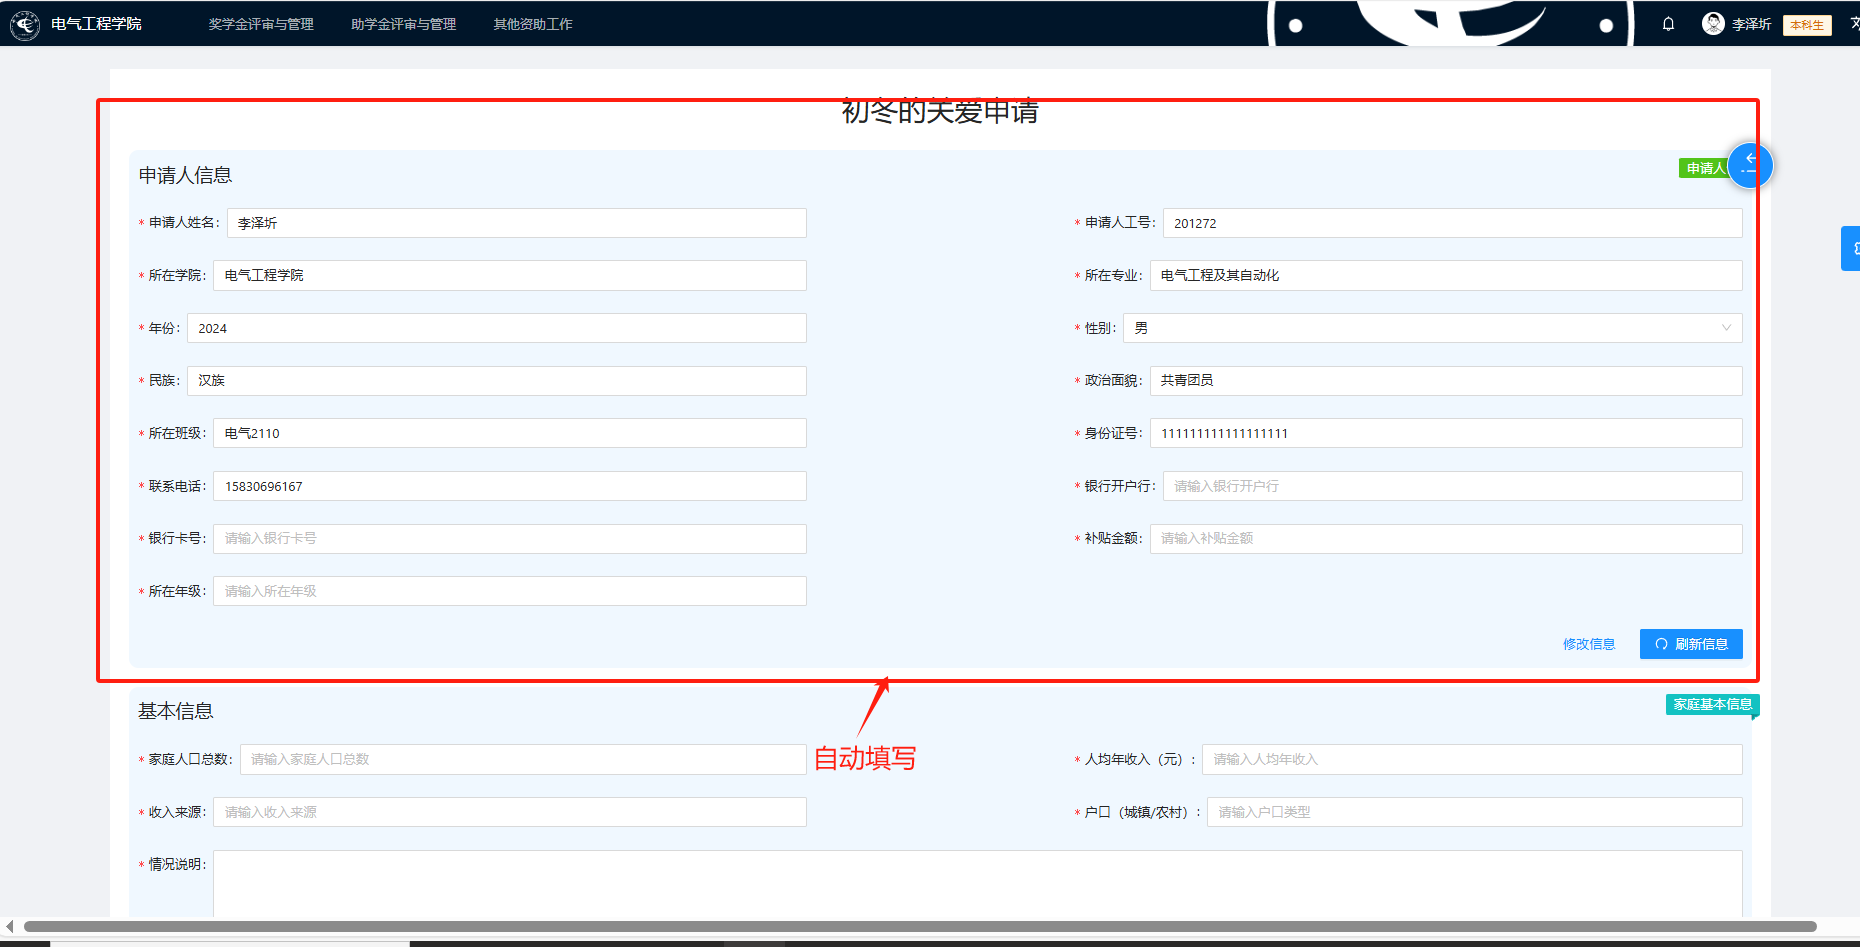 电气工程学院 奖学金评审与管理 助学金评审与管理 其他资助工作 李泽圻 本科生
初冬的关爱申请
申请人信息 申请人
* 申请人姓名: 李泽圻 * 申请人工号: 201272
* 所在学院: 电气工程学院 * 所在专业: 电气工程及其自动化
* 年份: 2024 * 性别: 男
* 民族: 汉族 * 政治面貌: 共青团员
* 所在班级: 电气2110 * 身份证号: 111111111111111111
* 联系电话: 15830696167 * 银行开户行: 请输入银行开户行
* 银行卡号: 请输入银行卡号 * 补贴金额: 请输入补贴金额
* 所在年级: 请输入所在年级
修改信息 刷新信息
基本信息 家庭基本信息
* 家庭人口总数: 请输入家庭人口总数 自动填写 * 人均年收入（元）: 请输入人均年收入
* 收入来源: 请输入收入来源 * 户口（城镇/农村）: 请输入户口类型
* 情况说明: